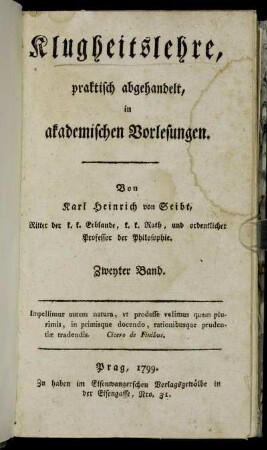 Klugheitslehre,
praktisch abgehandelt,
in
akademischen Vorlesungen.
Von
Karl Heinrich von Seibt,
Ritter der k. k. Erblande, k. k. Rath, und ordentlicher
Professor der Philosophie.
Zweyter Band.
Impellimur autem natura, vt prodesse velimus quam plu-
rimis, in primisque docendo, rationibusque pruden-
tiæ tradendis. Cicero de Finibus.
Prag, 1799.
Zu haben im Elsenwangerschen Verlagsgewölbe in
der Eisengasse, Nro. 31.